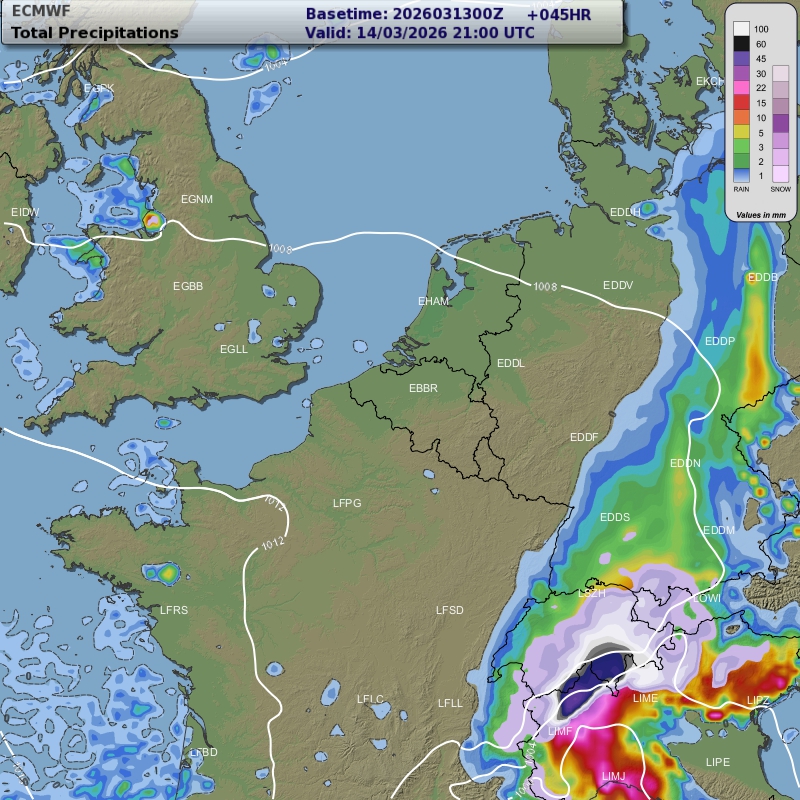 ECMWF
Basetime: 2026031300Z +045HR
Total Precipitations
Valid: 14/03/2026 21:00 UTC
100
60
45
30
22
15
10
5
3
2
1
RAIN SNOW
Values in mm
1004
EGPK
EKCH
EIDW
EGNM
EDDH
1008
EGBB
EHAM
1008
EDDV
EDDB
EGLL
EDDL
EDDP
EBBR
EDDF
EDDN
LFPG
1012
EDDS
EDDM
1012
LSZH
LOWI
LFRS
LFSD
LFLC
LFLL
LIME
LIPZ
LIMF
LFBD
1004
LIPE
LIMJ